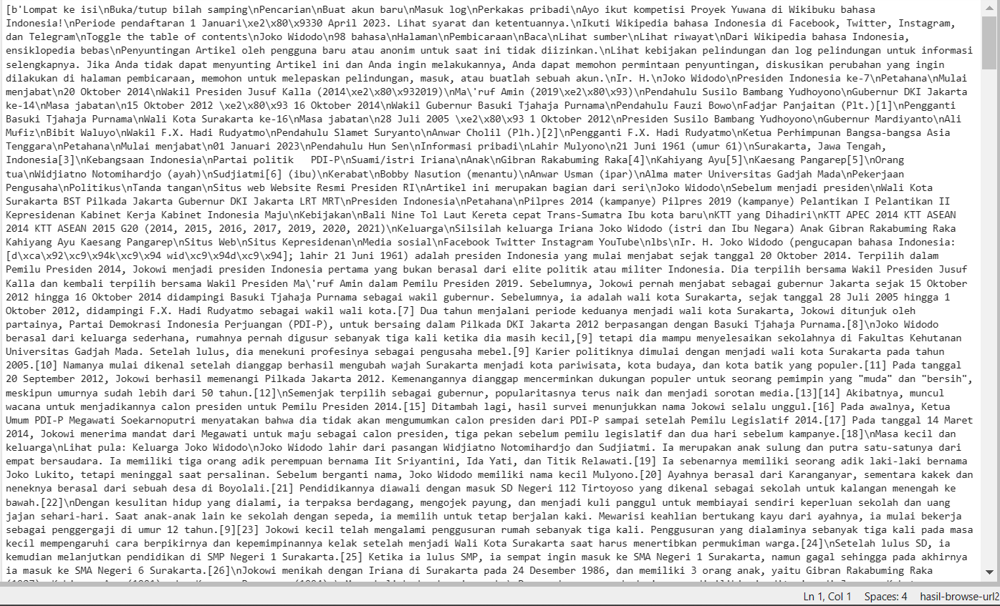 [b'Lompat ke isi\nBuka/tutup bilah samping\nPencarian\nBuat akun baru\nMasuk log\nPerkakas pribadi\nAyo ikut kompetisi Proyek Yuwana di Wikibuku bahasa
Indonesia!\nPeriode pendaftaran 1 Januari\xe2\x80\x9330 April 2023. Lihat syarat dan ketentuannya.\nIkuti Wikipedia bahasa Indonesia di Facebook, Twitter, Instagram,
dan Telegram\nToggle the table of contents\nJoko Widodo\n98 bahasa\nHalaman\nPembicaraan\nBaca\nLihat sumber\nLihat riwayat\nDari Wikipedia bahasa Indonesia,
ensiklopedia bebas\nPenyuntingan Artikel oleh pengguna baru atau anonim untuk saat ini tidak diizinkan.\nLihat kebijakan pelindungan dan log pelindungan untuk informasi
selengkapnya. Jika Anda tidak dapat menyunting Artikel ini dan Anda ingin melakukannya, Anda dapat memohon permintaan penyuntingan, diskusikan perubahan yang ingin
dilakukan di halaman pembicaraan, memohon untuk melepaskan pelindungan, masuk, atau buatlah sebuah akun.\nIr. H.\nJoko Widodo\nPresiden Indonesia ke-7\nPetahana\nMulai
menjabat\n20 Oktober 2014\nWakil Presiden Jusuf Kalla (2014\xe2\x80\x932019)\nMa\'ruf Amin (2019\xe2\x80\x93)\nPendahulu Susilo Bambang Yudhoyono\nGubernur DKI Jakarta
ke-14\nMasa jabatan\n15 Oktober 2012 \xe2\x80\x93 16 Oktober 2014\nWakil Gubernur Basuki Tjahaja Purnama\nPendahulu Fauzi Bowo\nFadjar Panjaitan (Plt.)[1]\nPengganti
Basuki Tjahaja Purnama\nWali Kota Surakarta ke-16\nMasa jabatan\n28 Juli 2005 \xe2\x80\x93 1 Oktober 2012\nPresiden Susilo Bambang Yudhoyono\nGubernur Mardiyanto\nAli
Mufiz\nBibit Waluyo\nWakil F.X. Hadi Rudyatmo\nPendahulu Slamet Suryanto\nAnwar Cholil (Plh.)[2]\nPengganti F.X. Hadi Rudyatmo\nKetua Perhimpunan Bangsa-bangsa Asia
Tenggara\nPetahana\nMulai menjabat\n01 Januari 2023\nPendahulu Hun Sen\nInformasi pribadi\nLahir Mulyono\n21 Juni 1961 (umur 61)\nSurakarta, Jawa Tengah,
Indonesia[3]\nKebangsaan Indonesia\nPartai politik   PDI-P\nSuami/istri Iriana\nAnak\nGibran Rakabuming Raka[4]\nKahiyang Ayu[5]\nKaesang Pangarep[5]\nOrang
tua\nWidjiatno Notomihardjo (ayah)\nSudjiatmi[6] (ibu)\nKerabat\nBobby Nasution (menantu)\nAnwar Usman (ipar)\nAlma mater Universitas Gadjah Mada\nPekerjaan
Pengusaha\nPolitikus\nTanda tangan\nSitus web Website Resmi Presiden RI\nArtikel ini merupakan bagian dari seri\nJoko Widodo\nSebelum menjadi presiden\nWali Kota
Surakarta BST Pilkada Jakarta Gubernur DKI Jakarta LRT MRT\nPresiden Indonesia\nPetahana\nPilpres 2014 (kampanye) Pilpres 2019 (kampanye) Pelantikan I Pelantikan II
Kepresidenan Kabinet Kerja Kabinet Indonesia Maju\nKebijakan\nBali Nine Tol Laut Kereta cepat Trans-Sumatra Ibu kota baru\nKTT yang Dihadiri\nKTT APEC 2014 KTT ASEAN
2014 KTT ASEAN 2015 G20 (2014, 2015, 2016, 2017, 2019, 2020, 2021)\nKeluarga\nSilsilah keluarga Iriana Joko Widodo (istri dan Ibu Negara) Anak Gibran Rakabuming Raka
Kahiyang Ayu Kaesang Pangarep\nSitus Web\nSitus Kepresidenan\nMedia sosial\nFacebook Twitter Instagram YouTube\nlbs\nIr. H. Joko Widodo (pengucapan bahasa Indonesia:
[d\xca\x92\xc9\x94k\xc9\x94 wid\xc9\x94d\xc9\x94]; lahir 21 Juni 1961) adalah presiden Indonesia yang mulai menjabat sejak tanggal 20 Oktober 2014. Terpilih dalam
Pemilu Presiden 2014, Jokowi menjadi presiden Indonesia pertama yang bukan berasal dari elite politik atau militer Indonesia. Dia terpilih bersama Wakil Presiden Jusuf
Kalla dan kembali terpilih bersama Wakil Presiden Ma\'ruf Amin dalam Pemilu Presiden 2019. Sebelumnya, Jokowi pernah menjabat sebagai gubernur Jakarta sejak 15 Oktober
2012 hingga 16 Oktober 2014 didampingi Basuki Tjahaja Purnama sebagai wakil gubernur. Sebelumnya, ia adalah wali kota Surakarta, sejak tanggal 28 Juli 2005 hingga 1
Oktober 2012, didampingi F.X. Hadi Rudyatmo sebagai wakil wali kota.[7] Dua tahun menjalani periode keduanya menjadi wali kota Surakarta, Jokowi ditunjuk oleh
partainya, Partai Demokrasi Indonesia Perjuangan (PDI-P), untuk bersaing dalam Pilkada DKI Jakarta 2012 berpasangan dengan Basuki Tjahaja Purnama.[8]\nJoko Widodo
berasal dari keluarga sederhana, rumahnya pernah digusur sebanyak tiga kali ketika dia masih kecil,[9] tetapi dia mampu menyelesaikan sekolahnya di Fakultas Kehutanan
Universitas Gadjah Mada. Setelah lulus, dia menekuni profesinya sebagai pengusaha mebel.[9] Karier politiknya dimulai dengan menjadi wali kota Surakarta pada tahun
2005.[10] Namanya mulai dikenal setelah dianggap berhasil mengubah wajah Surakarta menjadi kota pariwisata, kota budaya, dan kota batik yang populer.[11] Pada tanggal
20 September 2012, Jokowi berhasil memenangi Pilkada Jakarta 2012. Kemenangannya dianggap mencerminkan dukungan populer untuk seorang pemimpin yang "muda" dan "bersih",
meskipun umurnya sudah lebih dari 50 tahun.[12]\nSemenjak terpilih sebagai gubernur, popularitasnya terus naik dan menjadi sorotan media.[13][14] Akibatnya, muncul
wacana untuk menjadikannya calon presiden untuk Pemilu Presiden 2014.[15] Ditambah lagi, hasil survei menunjukkan nama Jokowi selalu unggul.[16] Pada awalnya, Ketua
Umum PDI-P Megawati Soekarnoputri menyatakan bahwa dia tidak akan mengumumkan calon presiden dari PDI-P sampai setelah Pemilu Legislatif 2014.[17] Pada tanggal 14 Maret
2014, Jokowi menerima mandat dari Megawati untuk maju sebagai calon presiden, tiga pekan sebelum pemilu legislatif dan dua hari sebelum kampanye.[18]\nMasa kecil dan
keluarga\nLihat pula: Keluarga Joko Widodo\nJoko Widodo lahir dari pasangan Widjiatno Notomihardjo dan Sudjiatmi. Ia merupakan anak sulung dan putra satu-satunya dari
empat bersaudara. Ia memiliki tiga orang adik perempuan bernama Iit Sriyantini, Ida Yati, dan Titik Relawati.[19] Ia sebenarnya memiliki seorang adik laki-laki bernama
Joko Lukito, tetapi meninggal saat persalinan. Sebelum berganti nama, Joko Widodo memiliki nama kecil Mulyono.[20] Ayahnya berasal dari Karanganyar, sementara kakek dan
neneknya berasal dari sebuah desa di Boyolali.[21] Pendidikannya diawali dengan masuk SD Negeri 112 Tirtoyoso yang dikenal sebagai sekolah untuk kalangan menengah ke
bawah.[22]\nDengan kesulitan hidup yang dialami, ia terpaksa berdagang, mengojek payung, dan menjadi kuli panggul untuk membiayai sendiri keperluan sekolah dan uang
jajan sehari-hari. Saat anak-anak lain ke sekolah dengan sepeda, ia memilih untuk tetap berjalan kaki. Mewarisi keahlian bertukang kayu dari ayahnya, ia mulai bekerja
sebagai penggergaji di umur 12 tahun.[9][23] Jokowi kecil telah mengalami penggusuran rumah sebanyak tiga kali. Penggusuran yang dialaminya sebanyak tiga kali pada masa
kecil mempengaruhi cara berpikirnya dan kepemimpinannya kelak setelah menjadi Wali Kota Surakarta saat harus menertibkan permukiman warga.[24]\nSetelah lulus SD, ia
kemudian melanjutkan pendidikan di SMP Negeri 1 Surakarta.[25] Ketika ia lulus SMP, ia sempat ingin masuk ke SMA Negeri 1 Surakarta, namun gagal sehingga pada akhirnya
ia masuk ke SMA Negeri 6 Surakarta.[26]\nJokowi menikah dengan Iriana di Surakarta pada 24 Desember 1986, dan memiliki 3 orang anak, yaitu Gibran Rakabuming Raka
Ln 1, Col 1 Spaces: 4 hasil-browse-url2